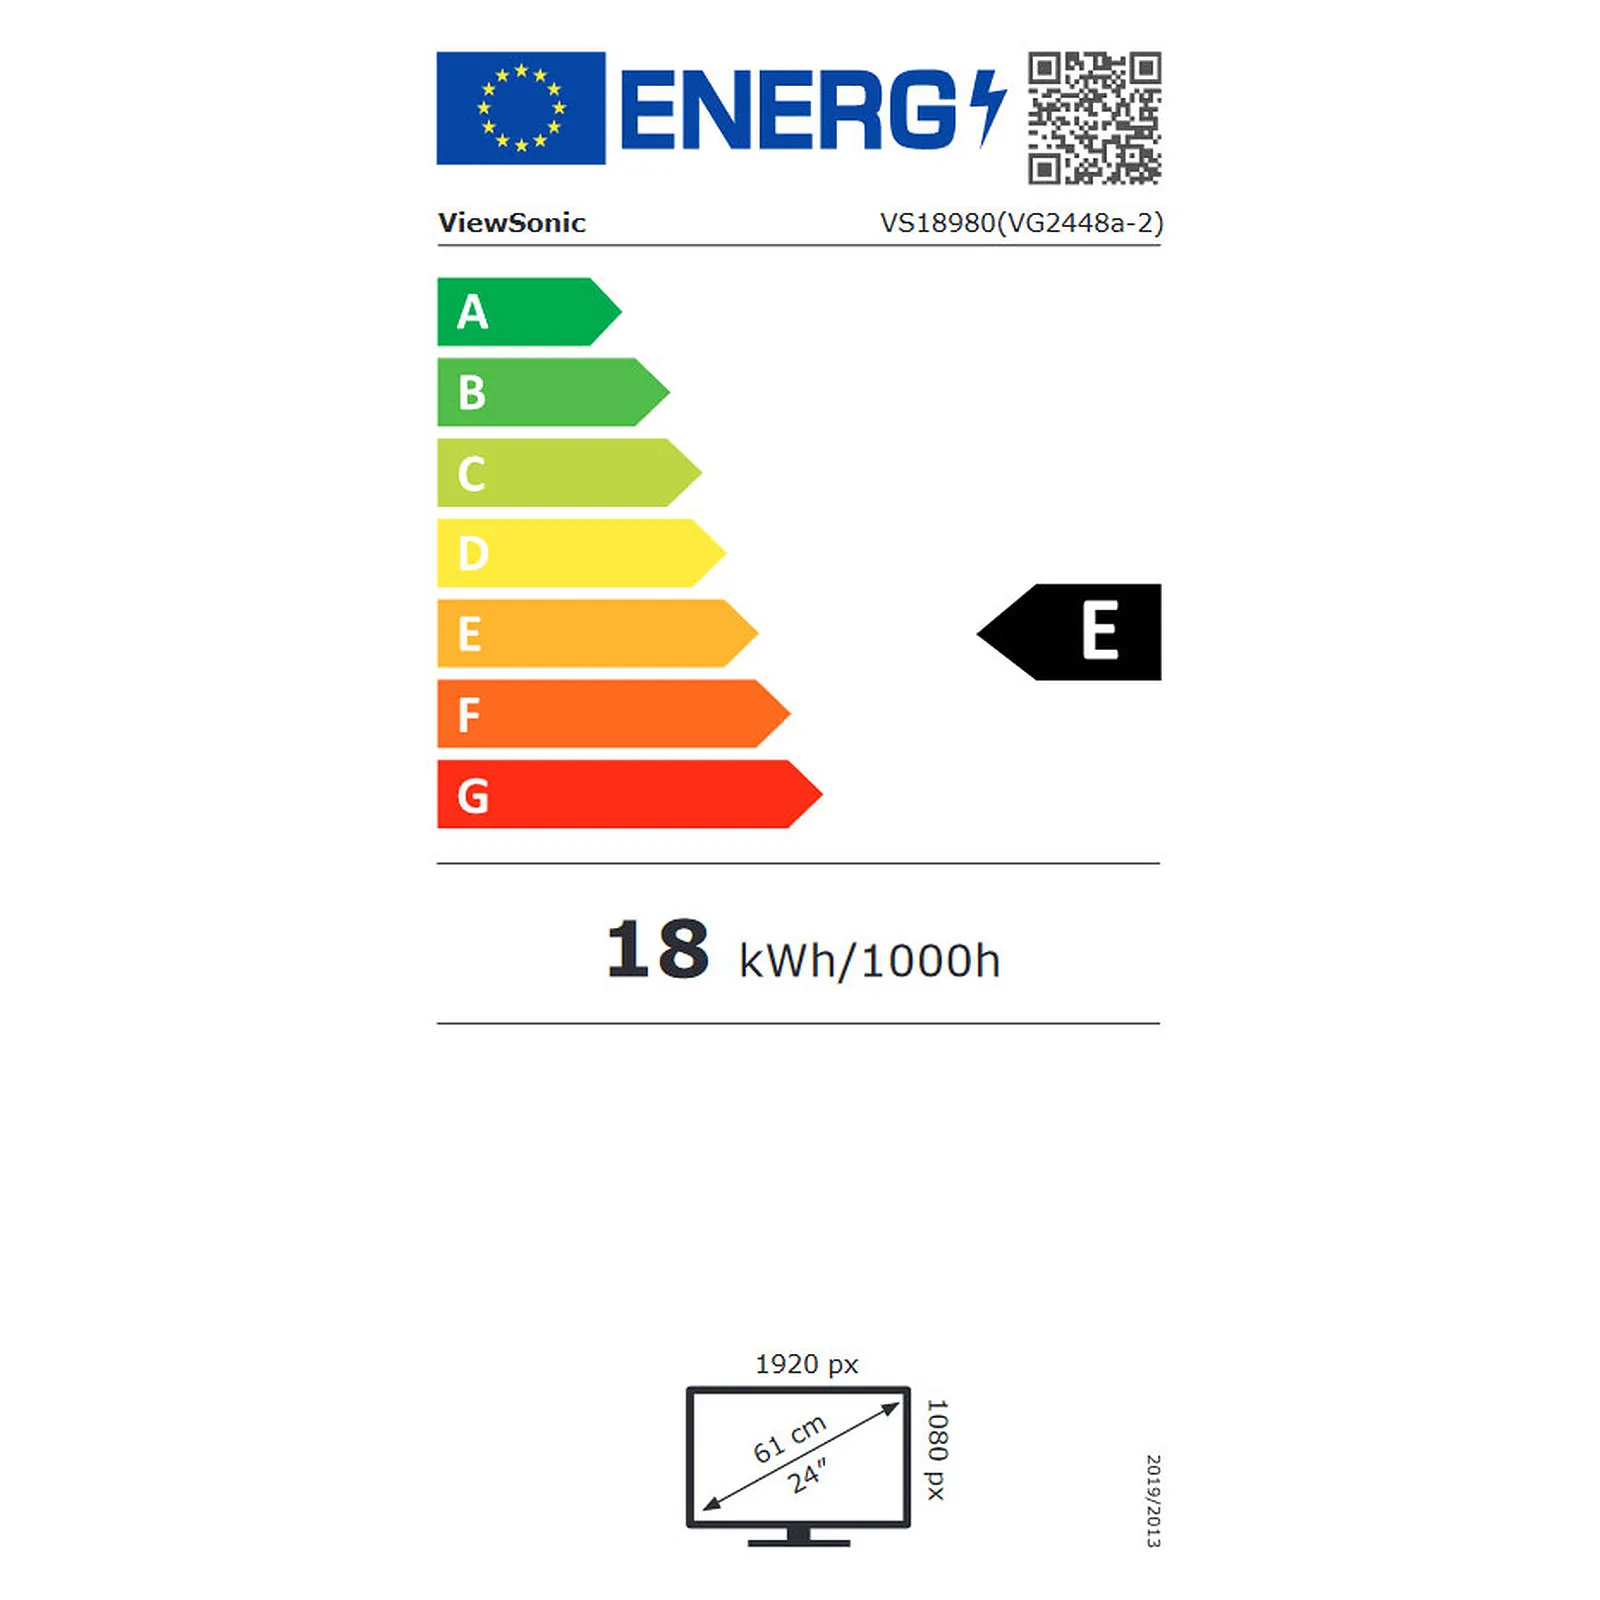 ENERG
ViewSonic VS18980(VG2448a-2)
A
B
C
D
E
E
F
G
18 kWh/1000h
1920 px
1080 px
61 cm
24"
2019/2013